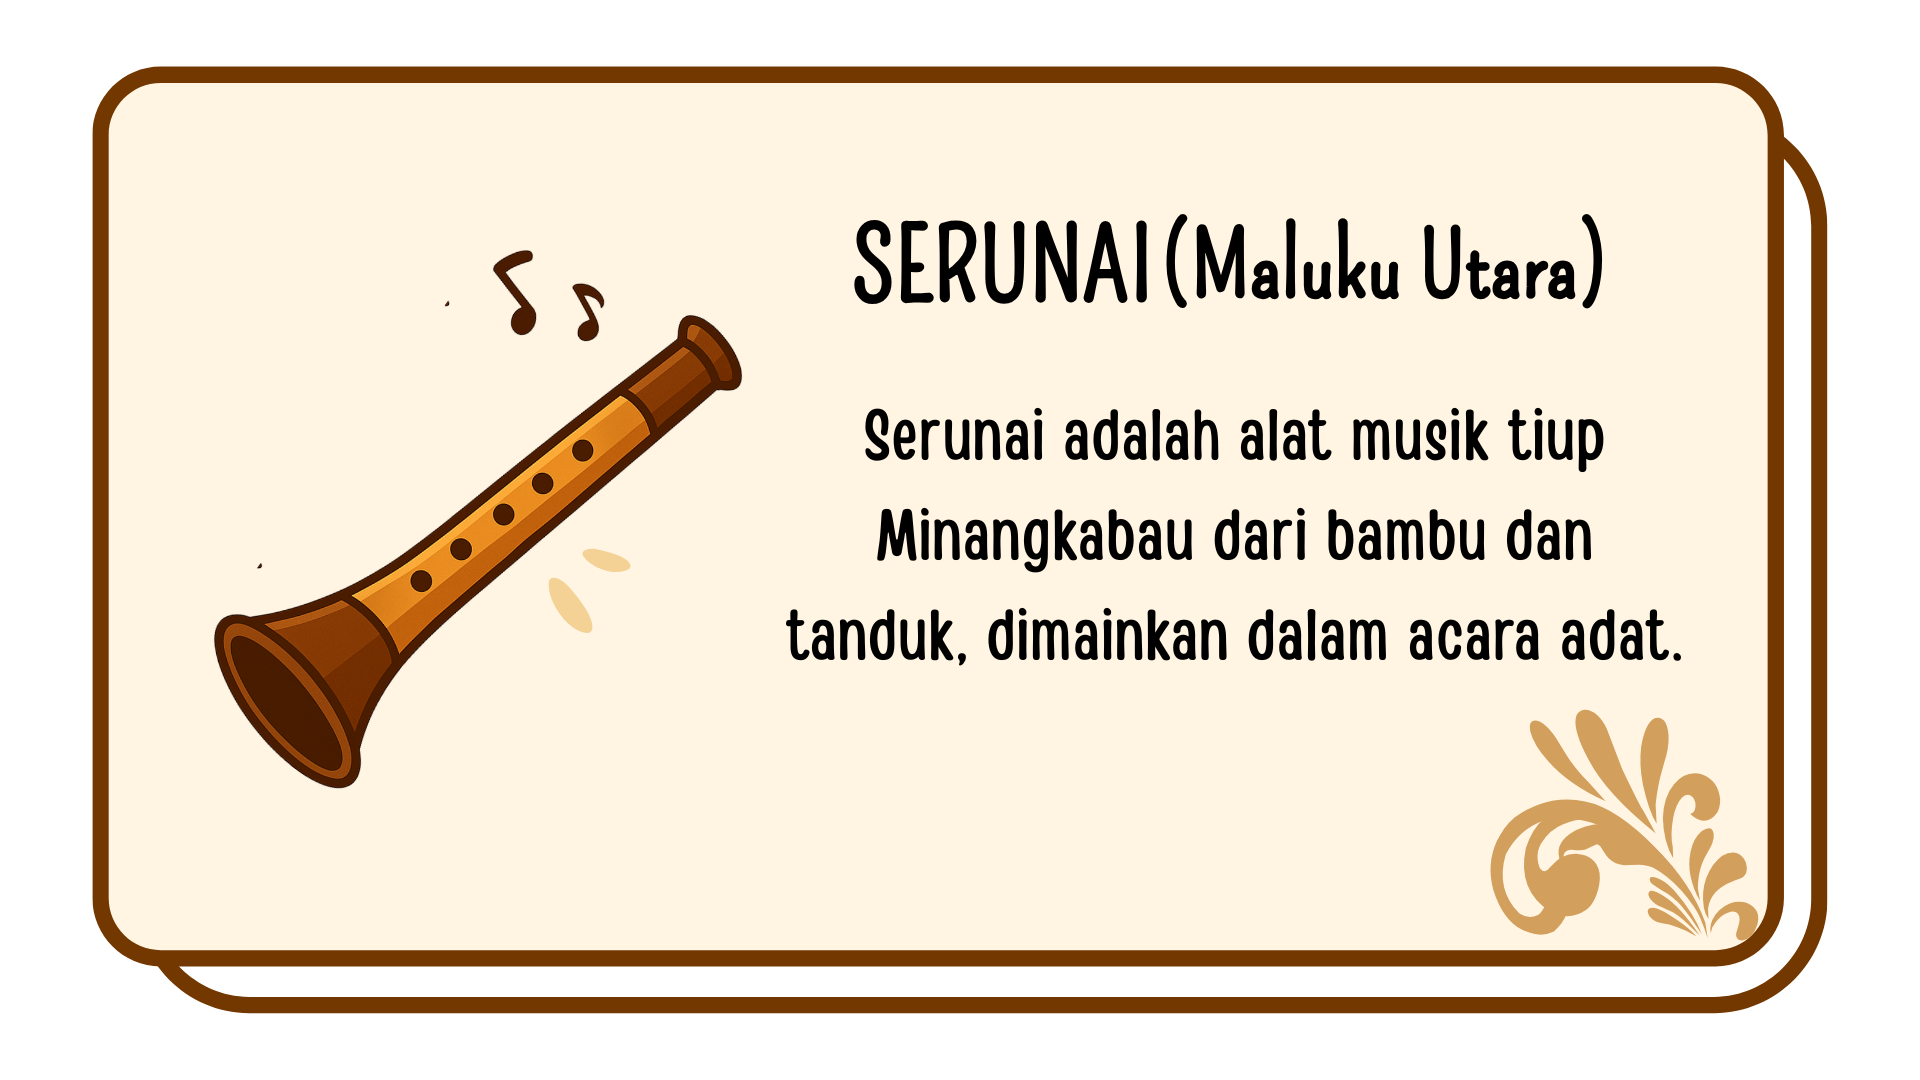 SERUNAI (Maluku Utara)
Serunai adalah alat musik tiup
Minangkabau dari bambu dan
tanduk, dimainkan dalam acara adat.